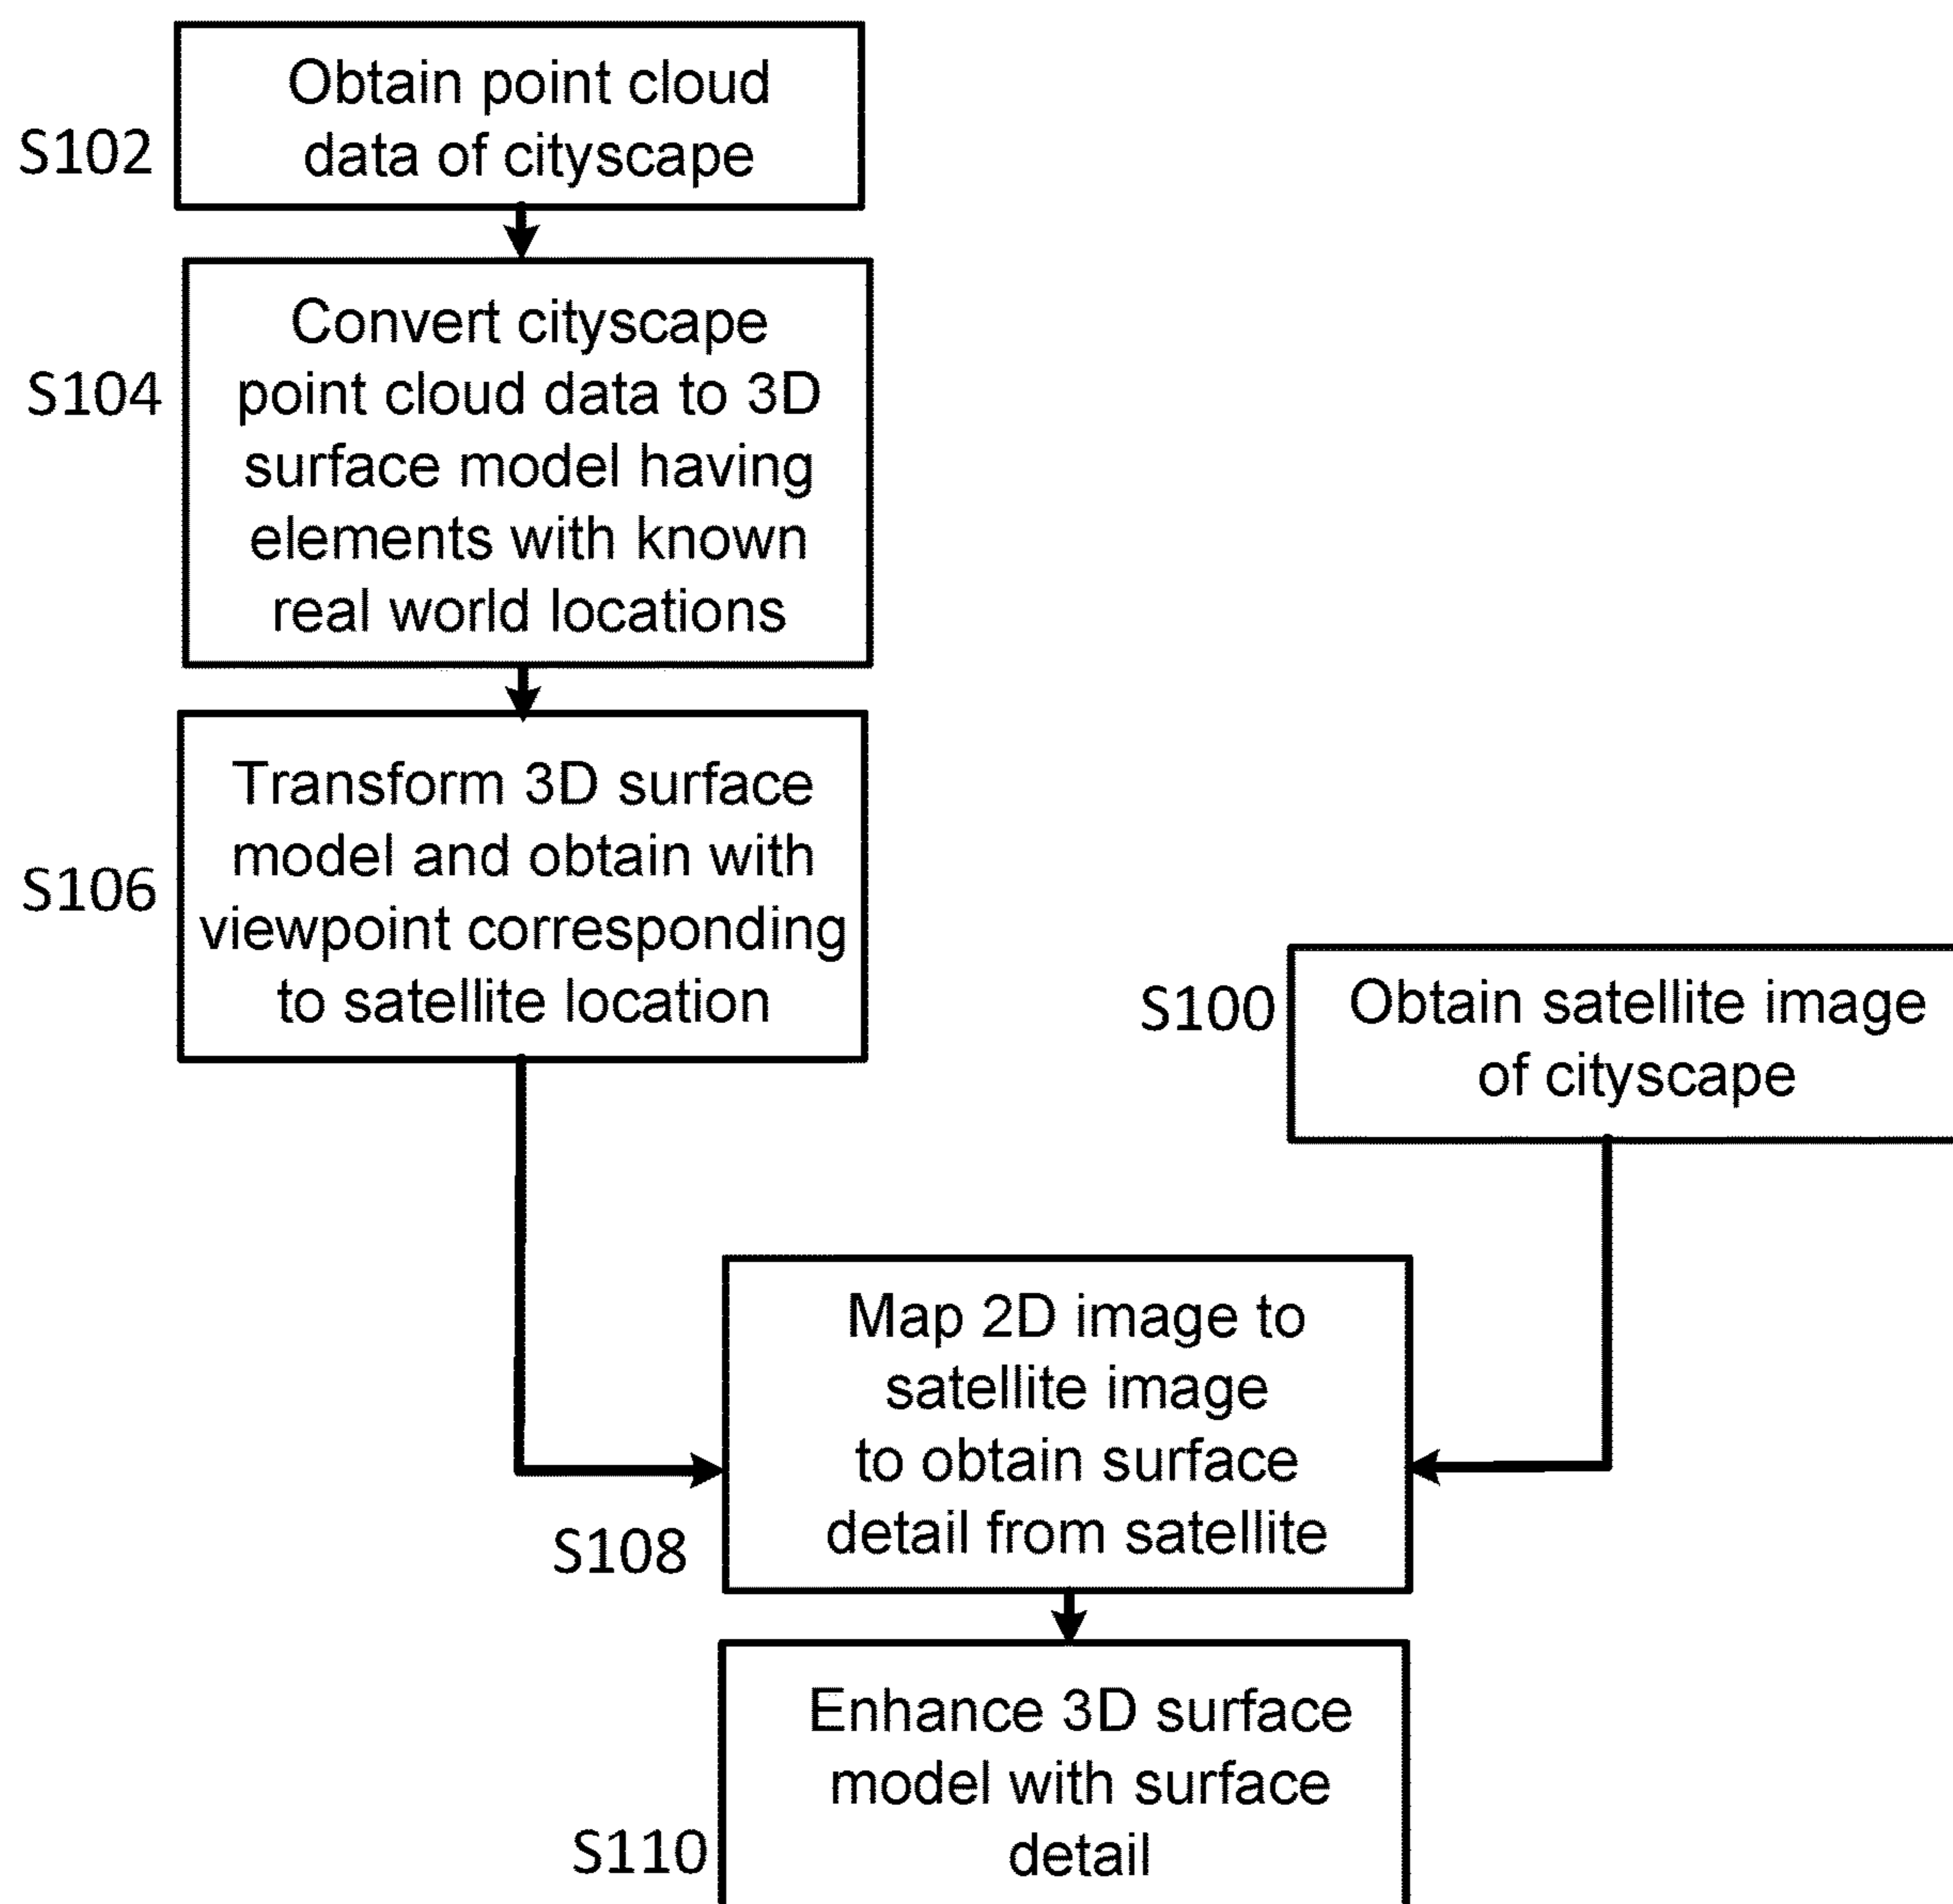 Obtain point cloud
data of cityscape
S102
Convert cityscape
point cloud data to 3D
surface model having
elements with known
real world locations
S104
Transform 3D surface
model and obtain with
viewpoint corresponding
to satellite location
S106
S100
Obtain satellite image
of cityscape
Map 2D image to
satellite image
to obtain surface
detail from satellite
S108
Enhance 3D surface
model with surface
detail
S110